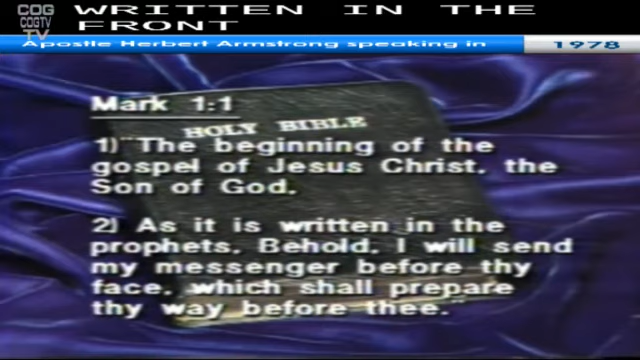 COG
COGTV
TV
WRITTEN IN THE
FRONT
Apostle Herbert Armstrong speaking in 1978
Mark 1:1
HOLY BIBLE
1) "The beginning of the
gospel of Jesus Christ, the
Son of God.
2) As it is written in the
prophets, Behold, I will send
my messenger before thy
face, which shall prepare
thy way before thee."